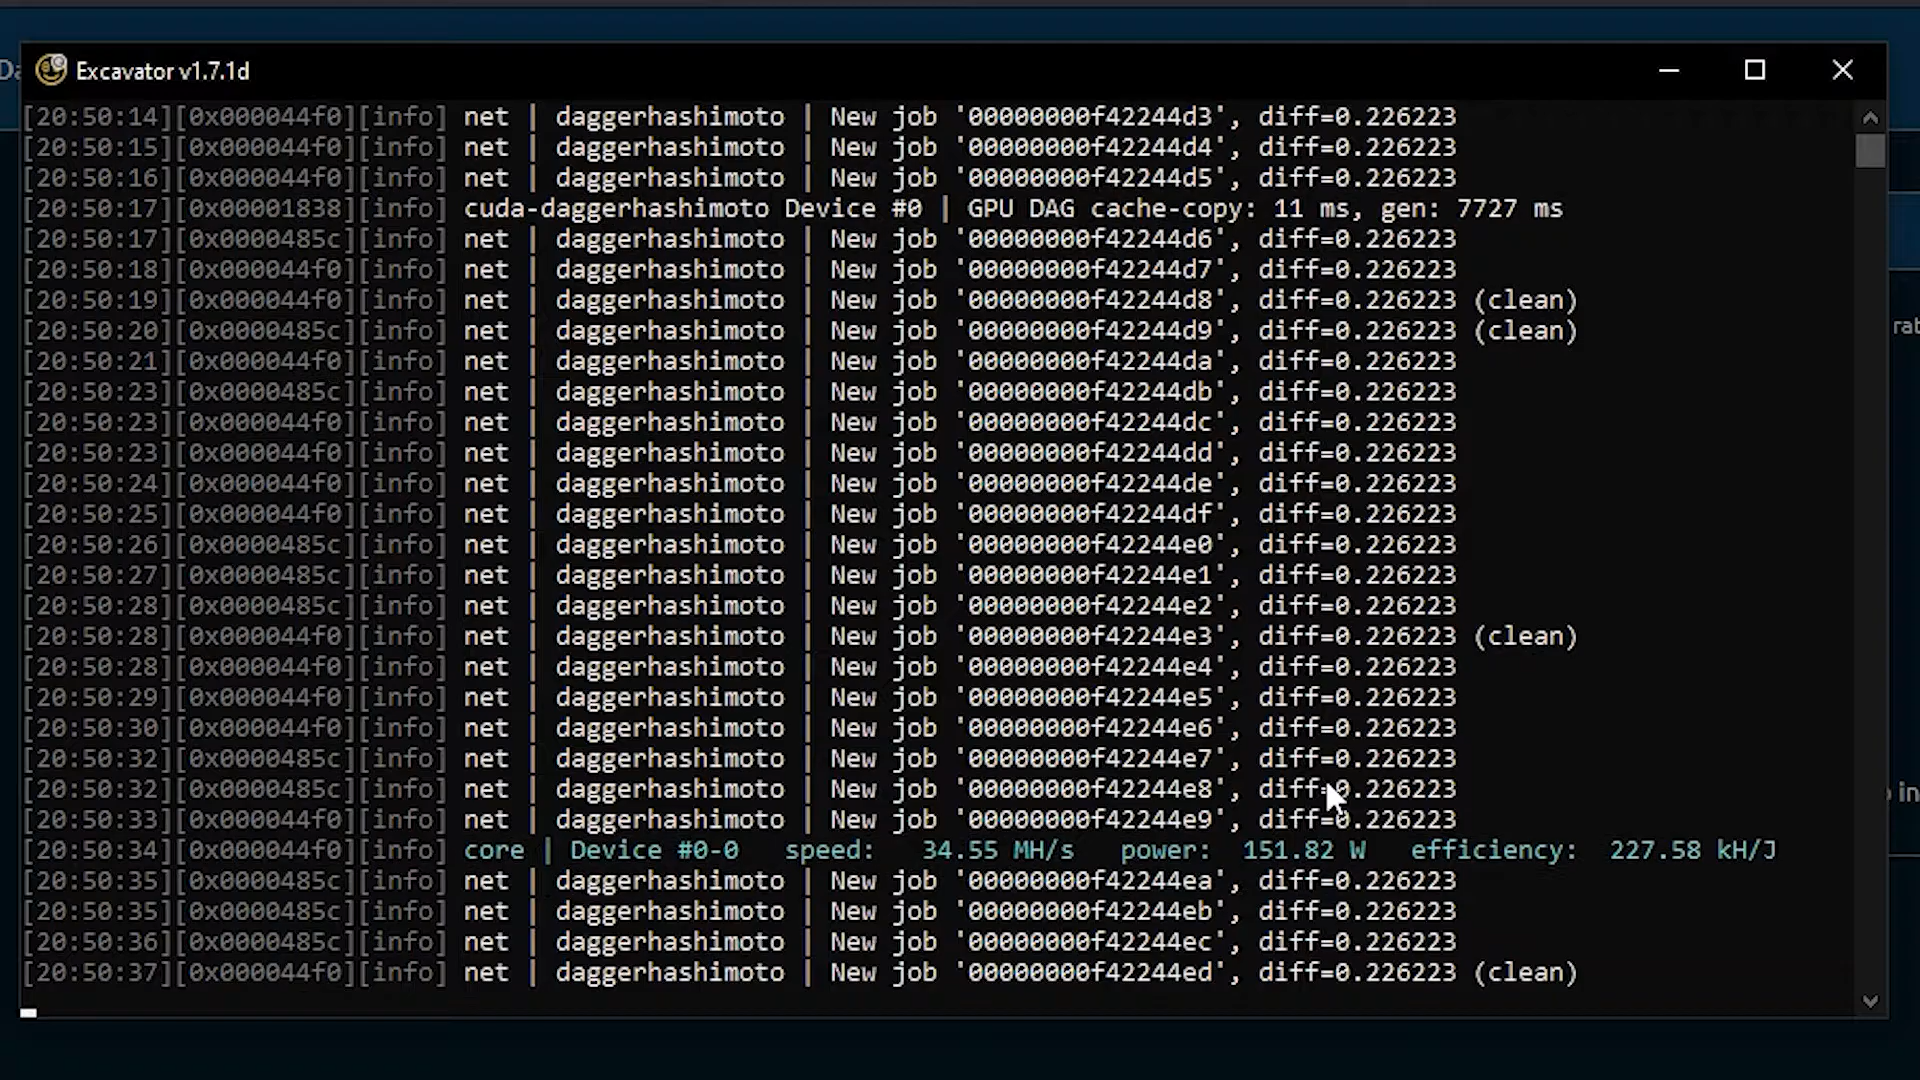 Da
Excavator v1.7.1d
[20:50:14][0x000044f0][info] net | daggerhashimoto | New job '00000000f42244d3', diff=0.226223
[20:50:15][0x000044f0][info] net | daggerhashimoto | New job '00000000f42244d4', diff=0.226223
[20:50:16][0x000044f0][info] net | daggerhashimoto | New job '00000000f42244d5', diff=0.226223
[20:50:17][0x00001838][info] cuda-daggerhashimoto Device #0 | GPU DAG cache-copy: 11 ms, gen: 7727 ms
[20:50:17][0x0000485c][info] net | daggerhashimoto | New job '00000000f42244d6', diff=0.226223
[20:50:18][0x000044f0][info] net | daggerhashimoto | New job '00000000f42244d7', diff=0.226223
[20:50:19][0x000044f0][info] net | daggerhashimoto | New job '00000000f42244d8', diff=0.226223 (clean)
[20:50:20][0x0000485c][info] net | daggerhashimoto | New job '00000000f42244d9', diff=0.226223 (clean)
rab
[20:50:21][0x000044f0][info] net | daggerhashimoto | New job '00000000f42244da', diff=0.226223
[20:50:23][0x0000485c][info] net | daggerhashimoto | New job '00000000f42244db', diff=0.226223
[20:50:23][0x000044f0][info] net | daggerhashimoto | New job '00000000f42244dc', diff=0.226223
[20:50:23][0x000044f0][info] net | daggerhashimoto | New job '00000000f42244dd', diff=0.226223
[20:50:24][0x000044f0][info] net | daggerhashimoto | New job '00000000f42244de', diff=0.226223
[20:50:25][0x000044f0][info] net | daggerhashimoto | New job '00000000f42244df', diff=0.226223
[20:50:26][0x0000485c][info] net | daggerhashimoto | New job '00000000f42244e0', diff=0.226223
[20:50:27][0x0000485c][info] net | daggerhashimoto | New job '00000000f42244e1', diff=0.226223
[20:50:28][0x0000485c][info] net | daggerhashimoto | New job '00000000f42244e2', diff=0.226223
[20:50:28][0x000044f0][info] net | daggerhashimoto | New job '00000000f42244e3', diff=0.226223 (clean)
[20:50:28][0x000044f0][info] net | daggerhashimoto | New job '00000000f42244e4', diff=0.226223
[20:50:29][0x000044f0][info] net | daggerhashimoto | New job '00000000f42244e5', diff=0.226223
[20:50:30][0x000044f0][info] net | daggerhashimoto | New job '00000000f42244e6', diff=0.226223
[20:50:32][0x0000485c][info] net | daggerhashimoto | New job '00000000f42244e7', diff=0.226223
[20:50:32][0x0000485c][info] net | daggerhashimoto | New job '00000000f42244e8', diff=0.226223
in
[20:50:33][0x000044f0][info] net | daggerhashimoto | New job '00000000f42244e9', diff=0.226223
[20:50:34][0x000044f0][info] core | Device #0-0 speed: 34.55 MH/s power: 151.82 W efficiency: 227.58 kH/J
[20:50:35][0x0000485c][info] net | daggerhashimoto | New job '00000000f42244ea', diff=0.226223
[20:50:35][0x0000485c][info] net | daggerhashimoto | New job '00000000f42244eb', diff=0.226223
[20:50:36][0x0000485c][info] net | daggerhashimoto | New job '00000000f42244ec', diff=0.226223
[20:50:37][0x000044f0][info] net | daggerhashimoto | New job '00000000f42244ed', diff=0.226223 (clean)